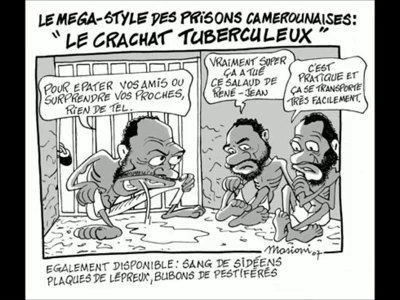 LE MEGA-STYLE DES PRISONS CAMEROUNAISES:
"LE CRACHAT TUBERCULEUX"
POUR EPATER VOS AMIS OU
SURPRENDRE VOS PROCHES,
RIEN DE TEL.
VRAIMENT SUPER
ÇA A TUÉ
CE SALAUD DE
RENÉ-JEAN
C'EST
PRATIQUE ET
ÇA SE TRANSPORTE
TRÈS FACILEMENT.
Masioni 07
EGALEMENT DISPONIBLE: SANG DE SIDÉENS
PLAQUES DE LÉPREUX, BUBONS DE PESTIFÉRÉS